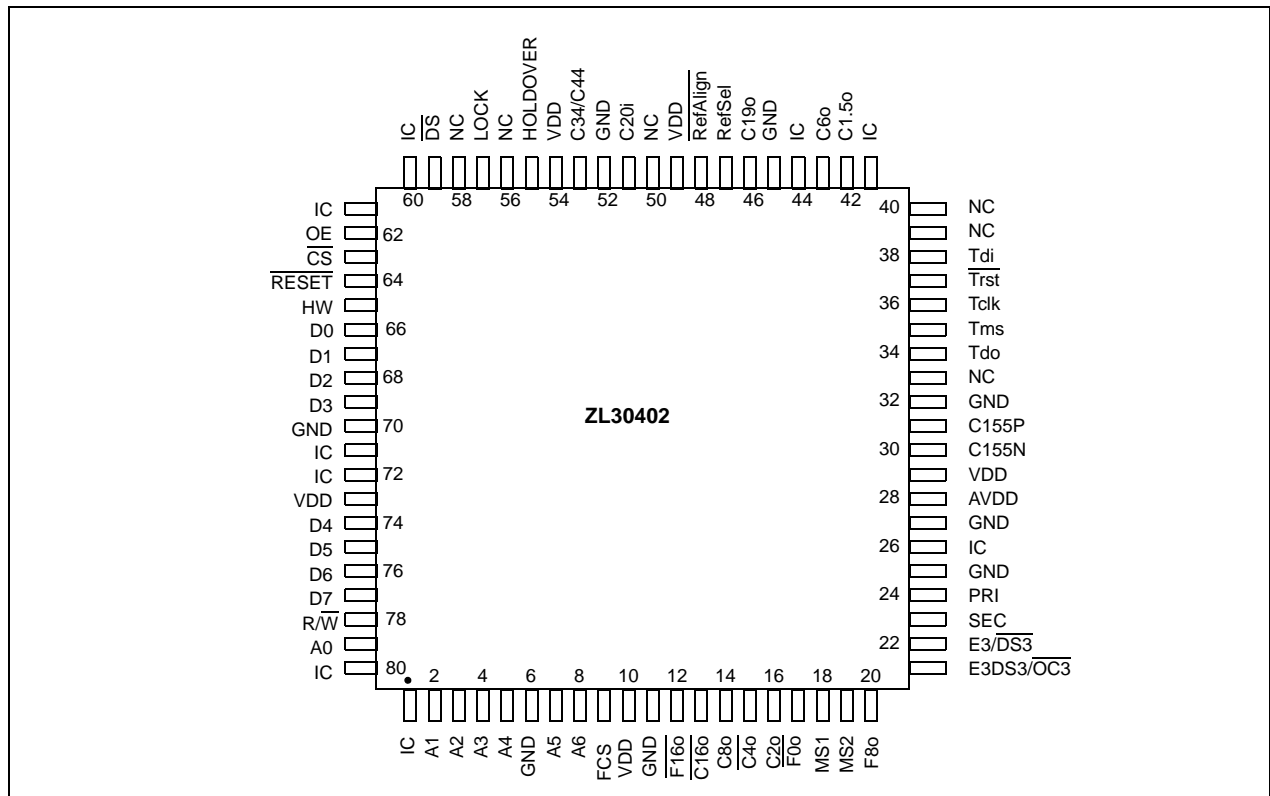 IC
DS
NC
LOCK
NC
HOLDOVER
VDD
C34/C44
GND
C20i
NC
VDD
RefAlign
RefSel
C19o
GND
IC
C6o
C1.5o
IC
60 58 56 54 52 50 48 46 44 42
IC
OE 62
CS
RESET 64
HW
D0 66
D1
D2 68
D3
GND 70
IC
IC 72
VDD
D4 74
D5
D6 76
D7
R/W 78
A0
IC 80
ZL30402
40 NC
NC
38 Tdi
Trst
36 Tclk
Tms
34 Tdo
NC
32 GND
C155P
30 C155N
VDD
28 AVDD
GND
26 IC
GND
24 PRI
SEC
22 E3/DS3
E3DS3/OC3
2 4 6 8 10 12 14 16 18 20
IC
A1
A2
A3
A4
GND
A5
A6
FCS
VDD
GND
F16o
C16o
C8o
C4o
C2o
F0o
MS1
MS2
F8o